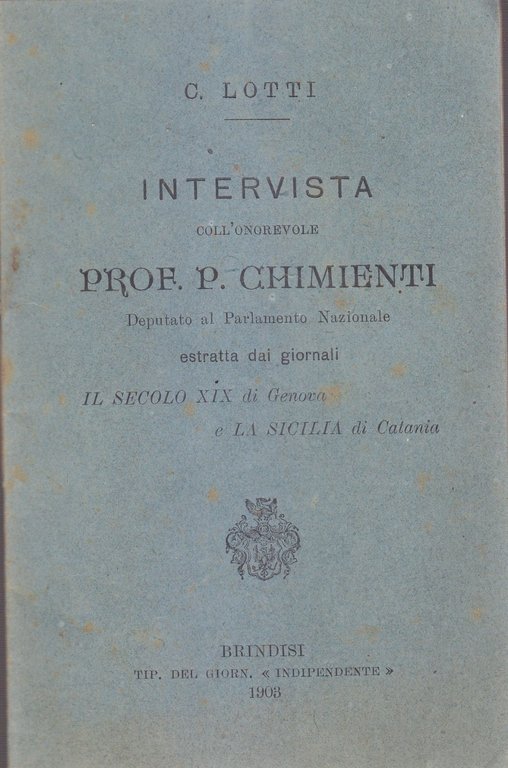 C. LOTTI
INTERVISTA
COLL'ONOREVOLE
PROF. P. CHIMIENTI
Deputato al Parlamento Nazionale
estratta dai giornali
IL SECOLO XIX di Genova
e LA SICILIA di Catania
BRINDISI
TIP. DEL GIORN. « INDIPENDENTE »
1903